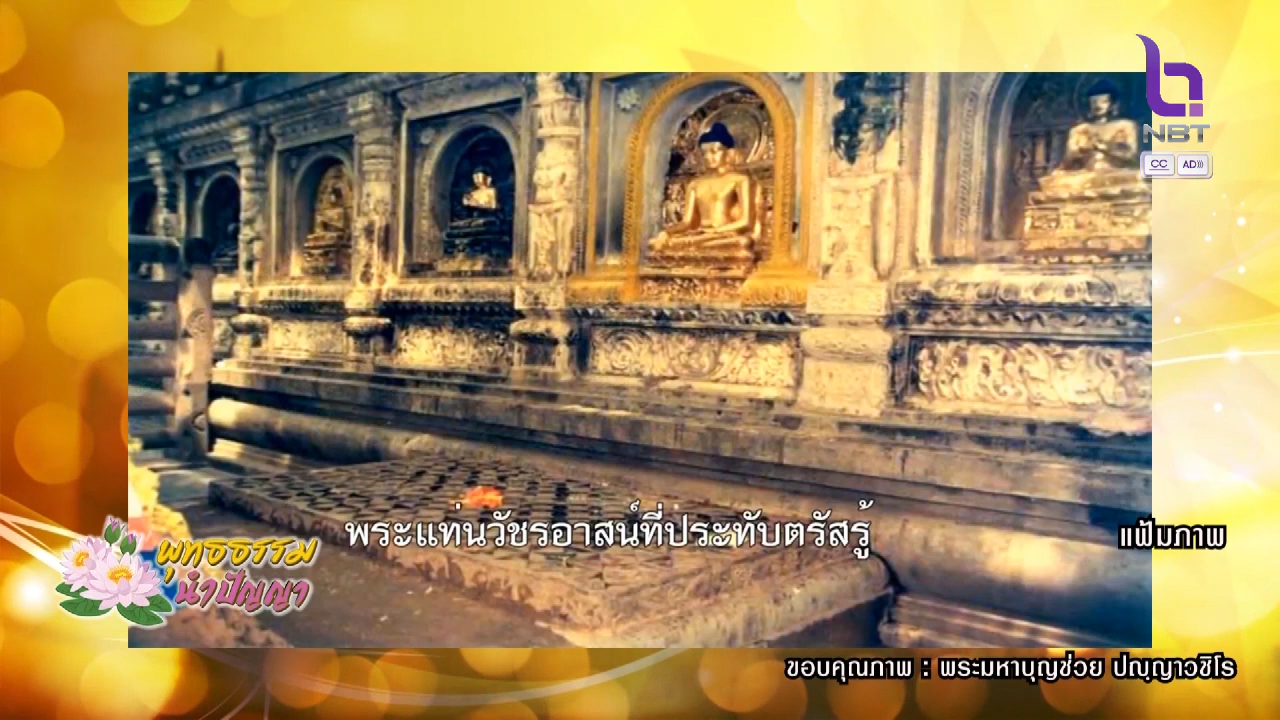 NBT
CC AD
พระแท่นวัชรอาสน์ที่ประทับตรัสรู้
แฟ้มภาพ
พุทธธรรม
นำปัญญา
ขอบคุณภาพ : พระมหาบุญช่วย ปญฺญาวชิโร